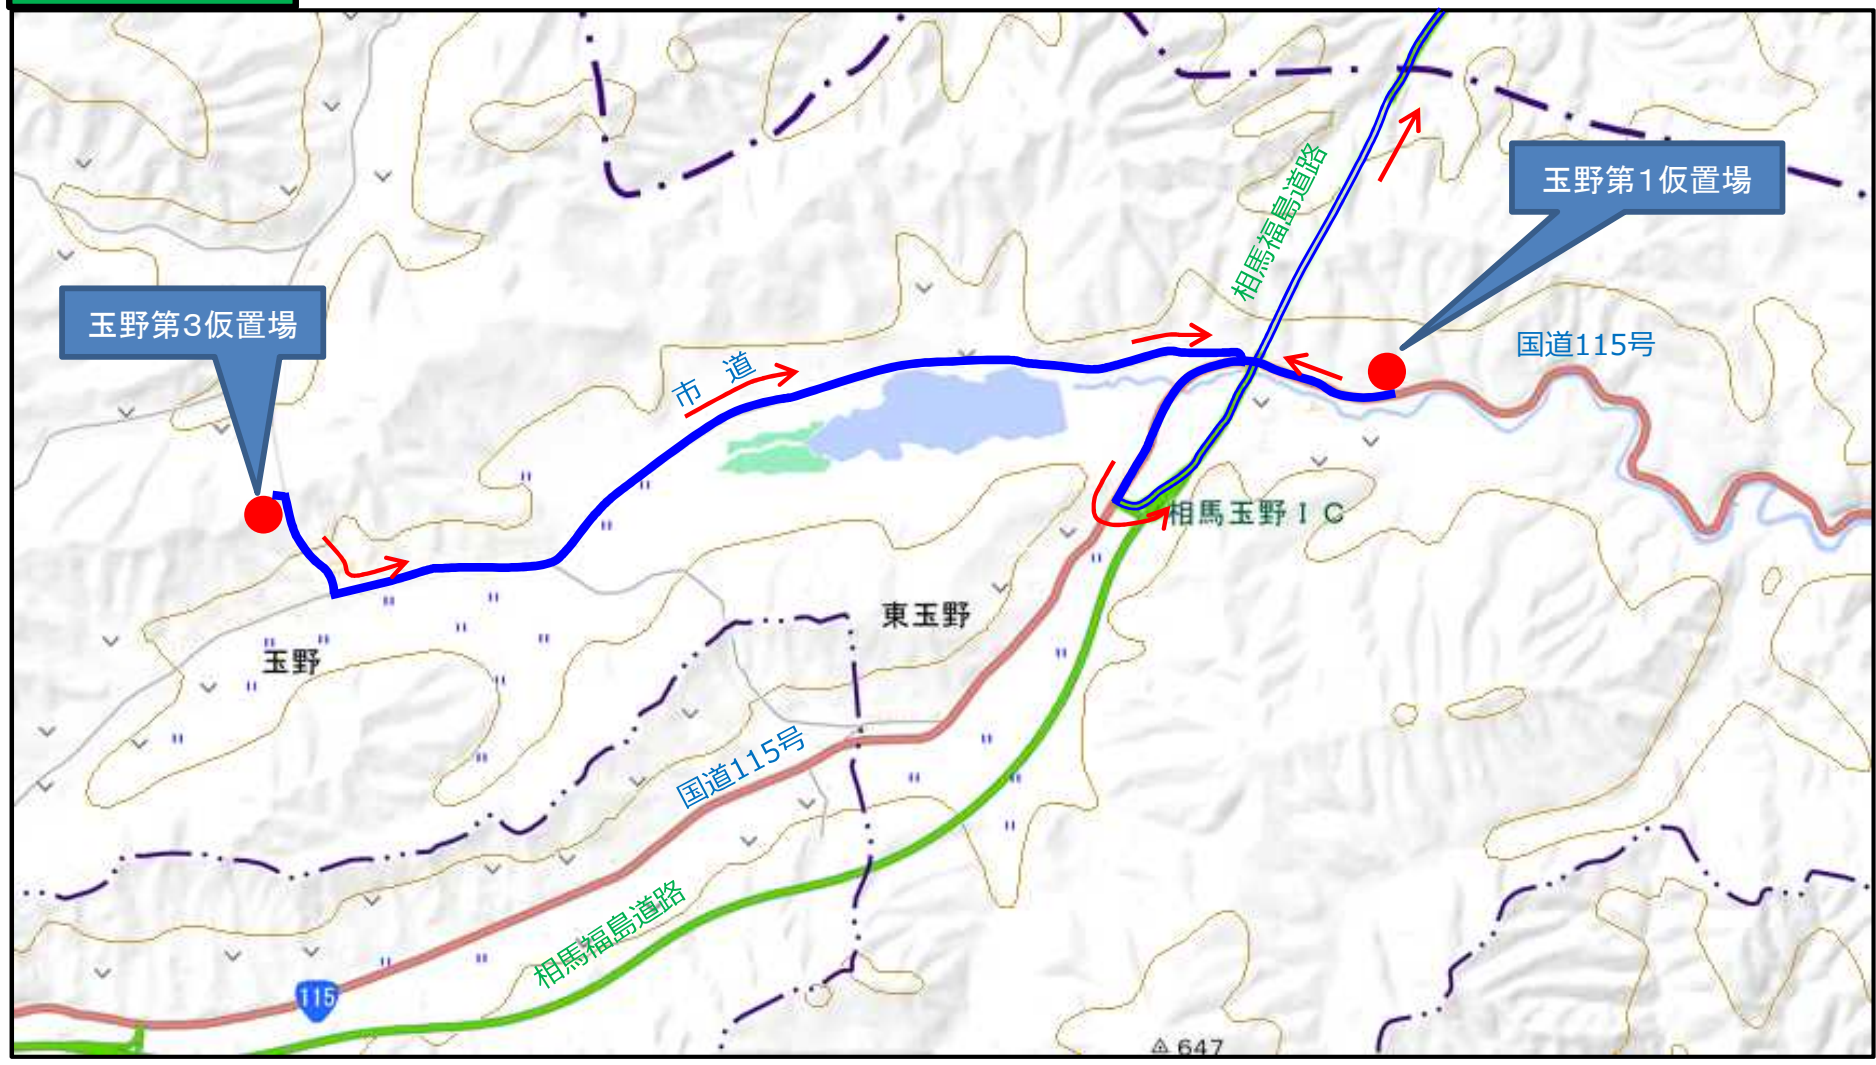 玉野第1仮置場
相馬福島道路
玉野第3仮置場
国道115号
市　道
相馬玉野ＩＣ
東玉野
玉野
国道115号
相馬福島道路
115
647